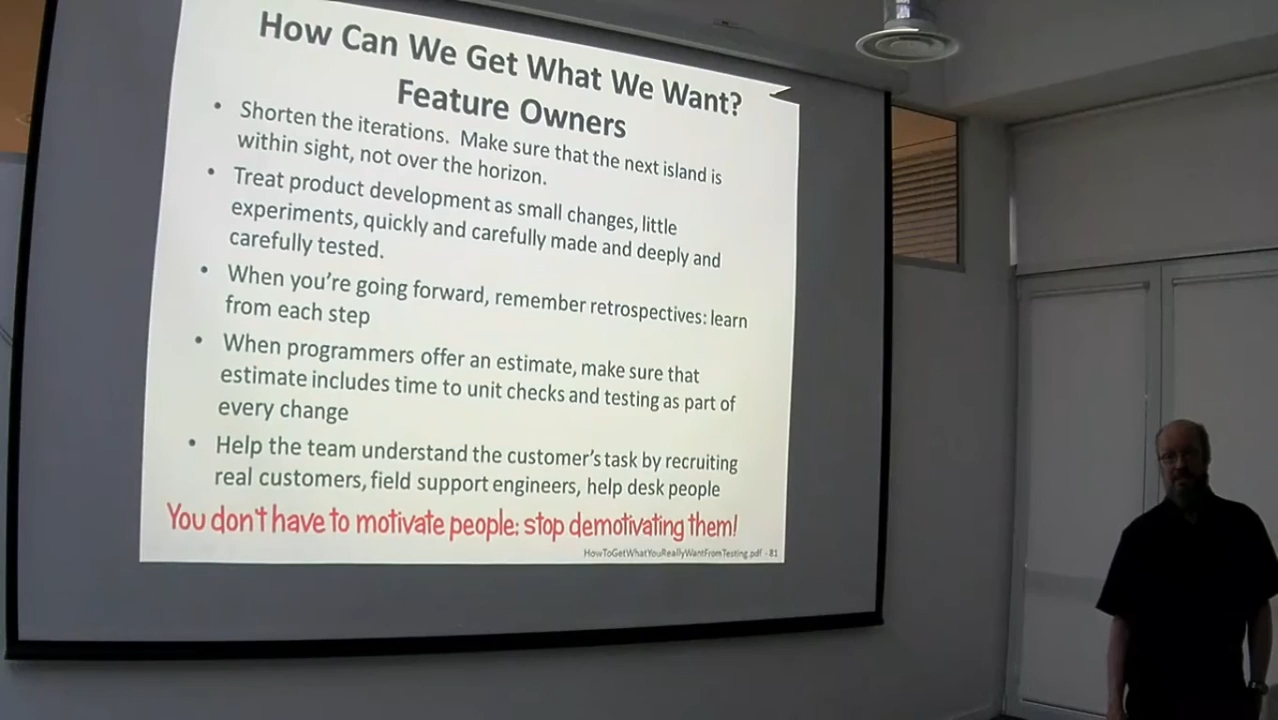 How Can We Get What We Want?
Feature Owners
• Shorten the iterations. Make sure that the next island is
within sight, not over the horizon.
• Treat product development as small changes, little
experiments, quickly and carefully made and deeply and
carefully tested.
• When you're going forward, remember retrospectives: learn
from each step
• When programmers offer an estimate, make sure that
estimate includes time to unit checks and testing as part of
every change
• Help the team understand the customer's task by recruiting
real customers, field support engineers, help desk people
You don't have to motivate people: stop demotivating them!
HowToGetWhatYouReallyWantFromTesting.pdf - 81